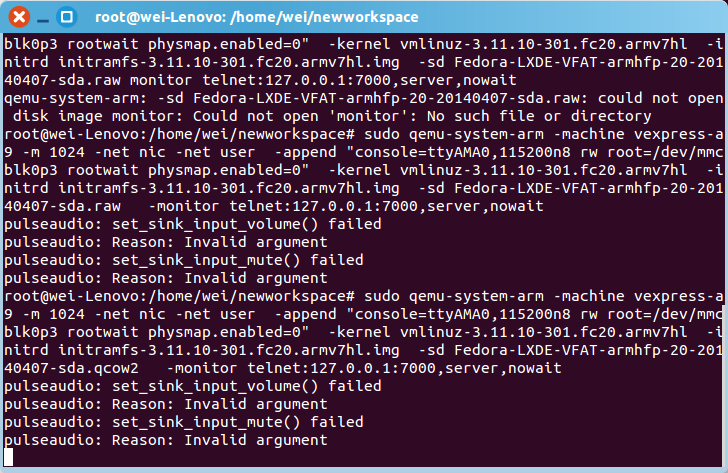 root@wei-Lenovo: /home/wei/newworkspace
blk0p3 rootwait physmap.enabled=0"  -kernel vmlinuz-3.11.10-301.fc20.armv7hl  -i
nitrd initramfs-3.11.10-301.fc20.armv7hl.img  -sd Fedora-LXDE-VFAT-armhfp-20-201
40407-sda.raw monitor telnet:127.0.0.1:7000,server,nowait
qemu-system-arm: -sd Fedora-LXDE-VFAT-armhfp-20-20140407-sda.raw: could not open
 disk image monitor: Could not open 'monitor': No such file or directory
root@wei-Lenovo:/home/wei/newworkspace# sudo qemu-system-arm -machine vexpress-a
9 -m 1024 -net nic -net user  -append "console=ttyAMA0,115200n8 rw root=/dev/mmc
blk0p3 rootwait physmap.enabled=0"  -kernel vmlinuz-3.11.10-301.fc20.armv7hl  -i
nitrd initramfs-3.11.10-301.fc20.armv7hl.img  -sd Fedora-LXDE-VFAT-armhfp-20-201
40407-sda.raw   -monitor telnet:127.0.0.1:7000,server,nowait
pulseaudio: set_sink_input_volume() failed
pulseaudio: Reason: Invalid argument
pulseaudio: set_sink_input_mute() failed
pulseaudio: Reason: Invalid argument
root@wei-Lenovo:/home/wei/newworkspace# sudo qemu-system-arm -machine vexpress-a
9 -m 1024 -net nic -net user  -append "console=ttyAMA0,115200n8 rw root=/dev/mmc
blk0p3 rootwait physmap.enabled=0"  -kernel vmlinuz-3.11.10-301.fc20.armv7hl  -i
nitrd initramfs-3.11.10-301.fc20.armv7hl.img  -sd Fedora-LXDE-VFAT-armhfp-20-201
40407-sda.qcow2   -monitor telnet:127.0.0.1:7000,server,nowait
pulseaudio: set_sink_input_volume() failed
pulseaudio: Reason: Invalid argument
pulseaudio: set_sink_input_mute() failed
pulseaudio: Reason: Invalid argument